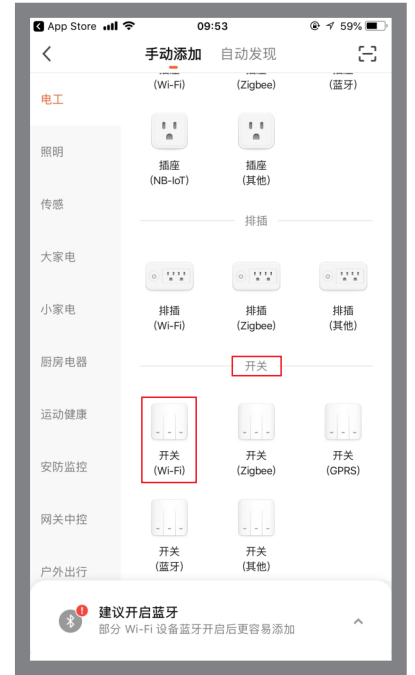 App Store 09:53 59%
手动添加 自动发现
(Wi-Fi) (Zigbee) (蓝牙)
电工
照明
插座 插座
(NB-IoT) (其他)
传感
排插
大家电
小家电
排插 排插 排插
(Wi-Fi) (Zigbee) (其他)
厨房电器
开关
运动健康
安防监控
开关 开关 开关
(Wi-Fi) (Zigbee) (GPRS)
网关中控
开关 开关
(蓝牙) (其他)
户外出行
建议开启蓝牙
部分 Wi-Fi 设备蓝牙开启后更容易添加